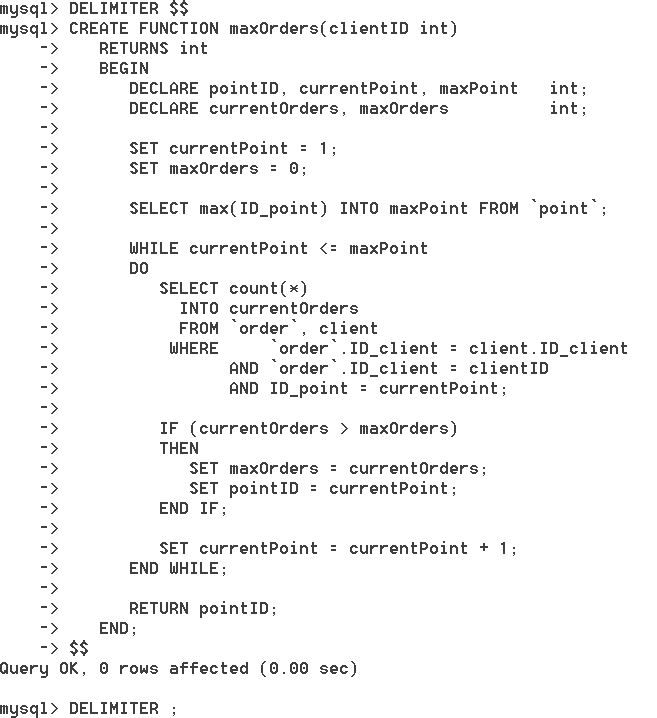 mysql> DELIMITER $$
mysql> CREATE FUNCTION maxOrders(clientID int)
    ->    RETURNS int
    ->    BEGIN
    ->       DECLARE pointID, currentPoint, maxPoint   int;
    ->       DECLARE currentOrders, maxOrders          int;
    ->
    ->       SET currentPoint = 1;
    ->       SET maxOrders = 0;
    ->
    ->       SELECT max(ID_point) INTO maxPoint FROM `point`;
    ->
    ->       WHILE currentPoint <= maxPoint
    ->       DO
    ->          SELECT count(*)
    ->            INTO currentOrders
    ->            FROM `order`, client
    ->           WHERE     `order`.ID_client = client.ID_client
    ->                 AND `order`.ID_client = clientID
    ->                 AND ID_point = currentPoint;
    ->
    ->          IF (currentOrders > maxOrders)
    ->          THEN
    ->             SET maxOrders = currentOrders;
    ->             SET pointID = currentPoint;
    ->          END IF;
    ->
    ->          SET currentPoint = currentPoint + 1;
    ->       END WHILE;
    ->
    ->       RETURN pointID;
    ->    END;
    -> $$
Query OK, 0 rows affected (0.00 sec)

mysql> DELIMITER ;